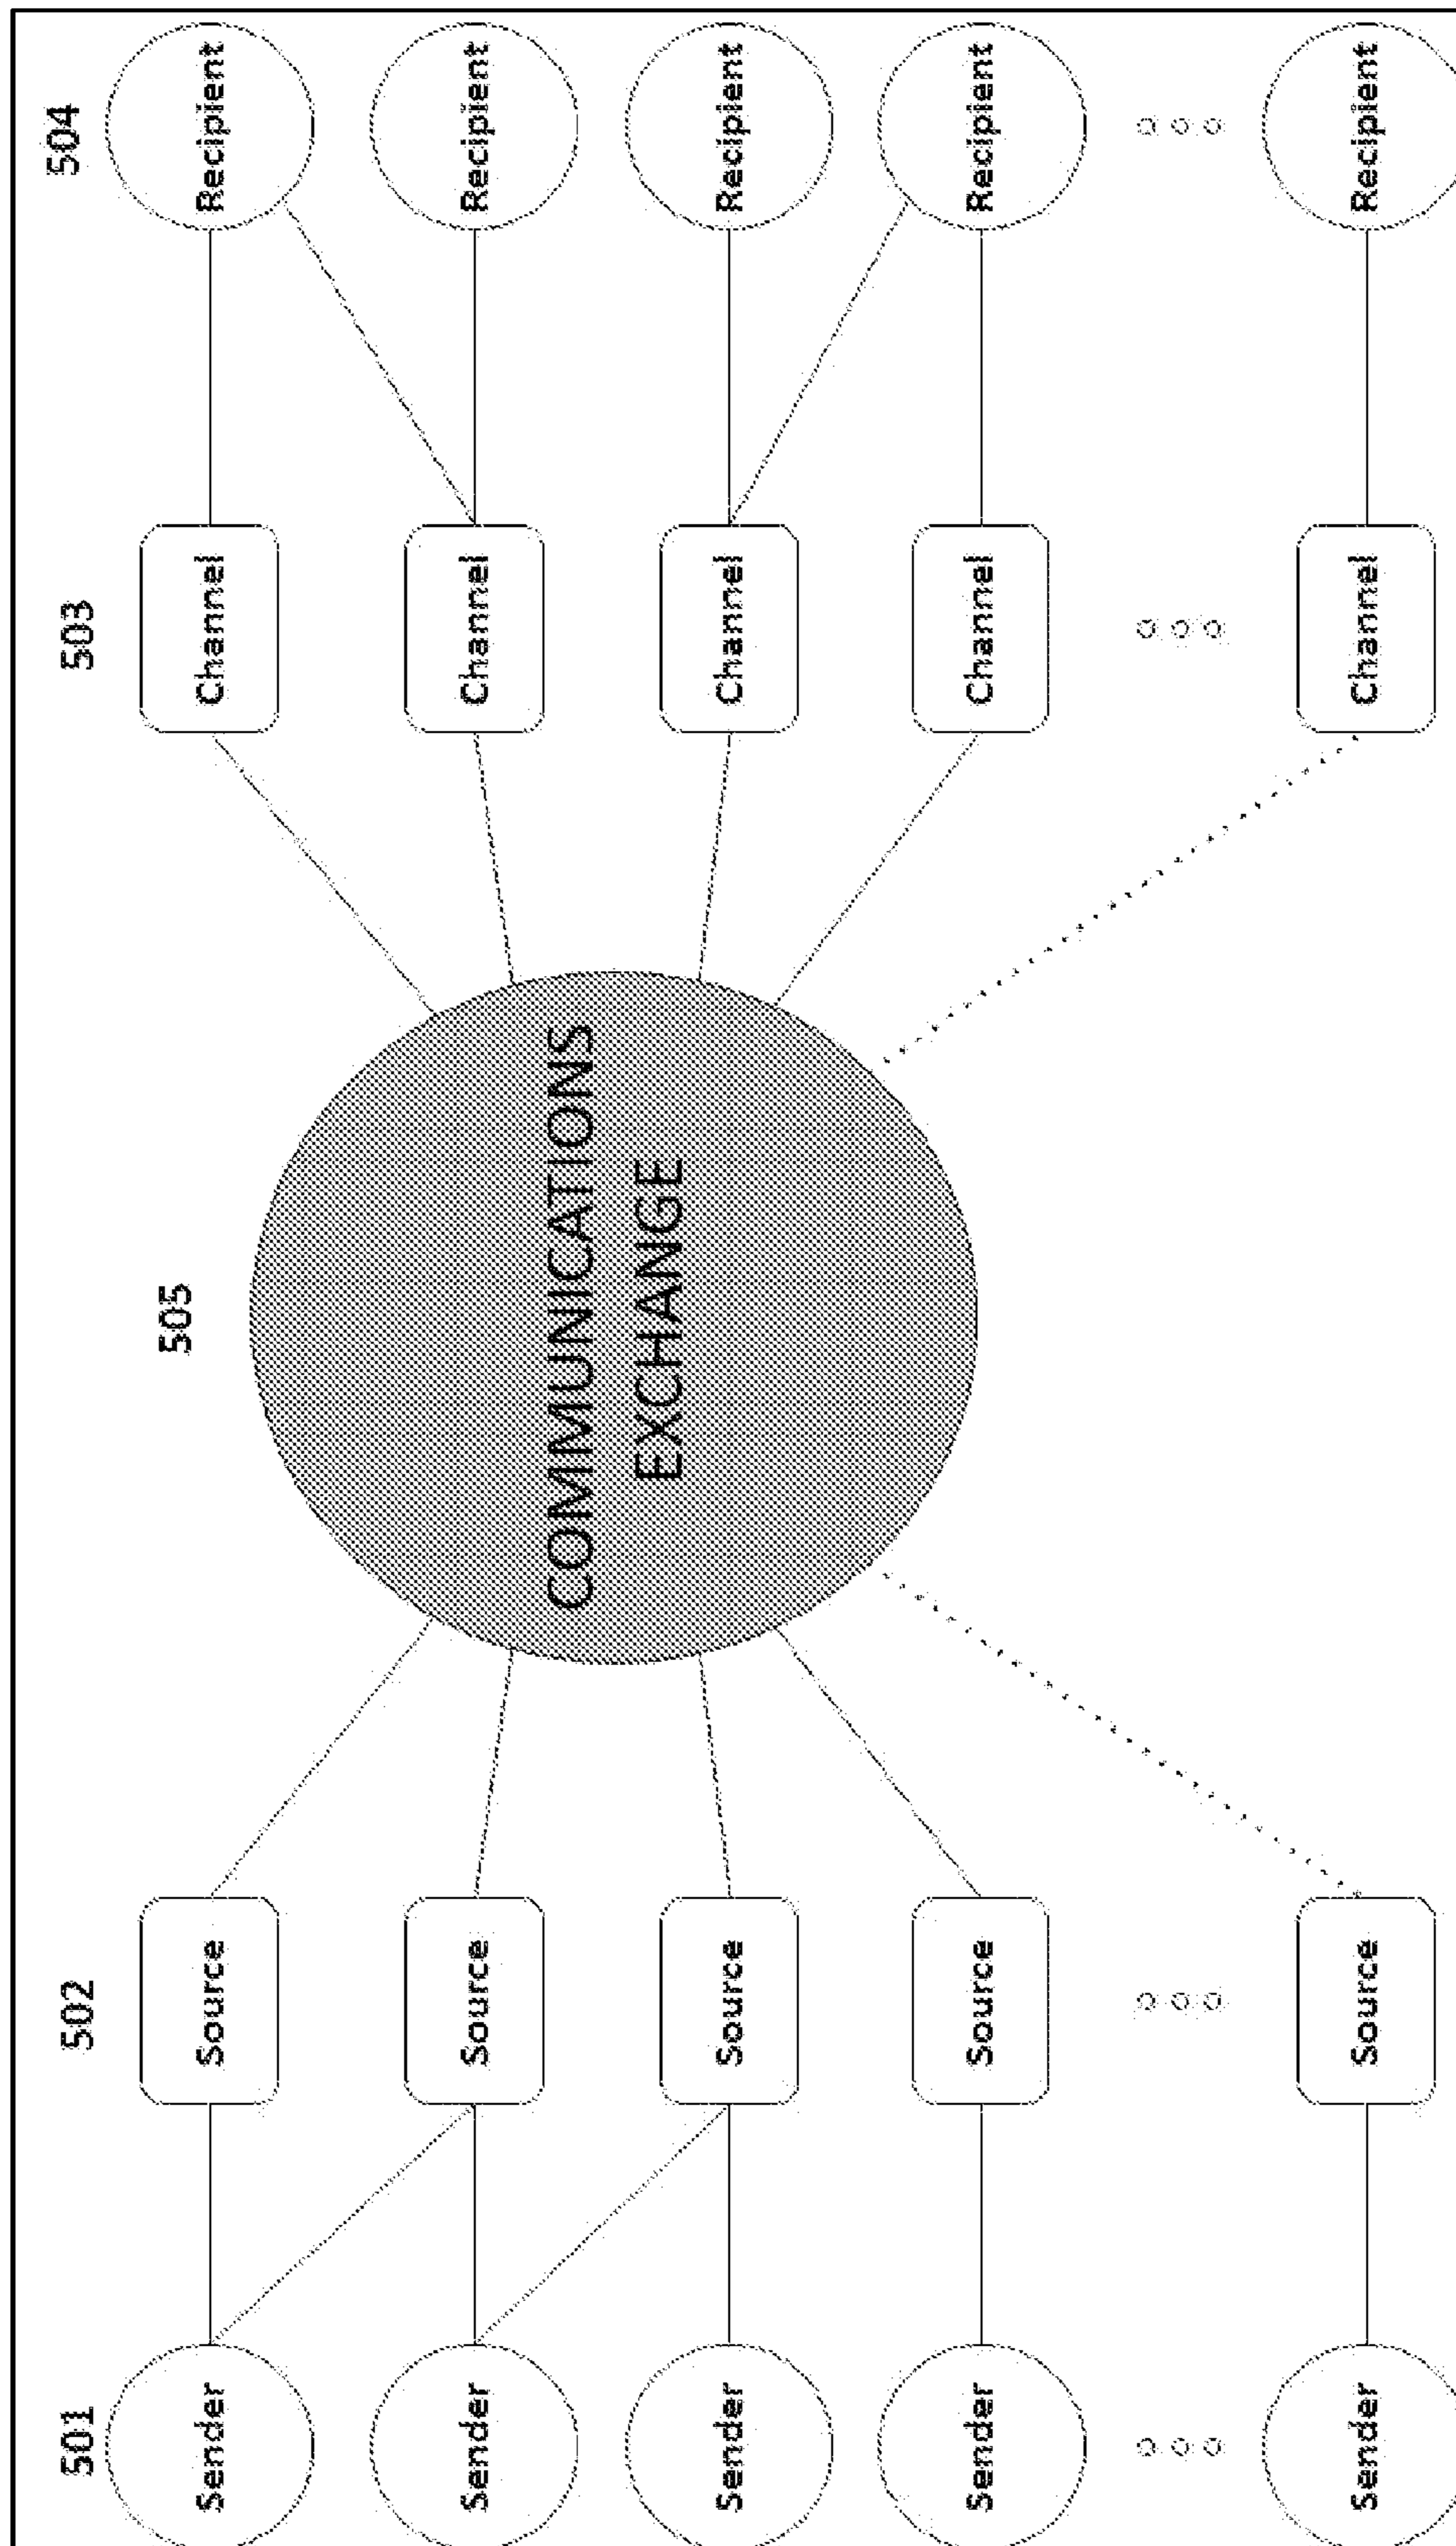 501
502
505
503
504
Sender
Source
Channel
Recipient
Sender
Source
Channel
Recipient
COMMUNICATIONS
EXCHANGE
Sender
Source
Channel
Recipient
Sender
Source
Channel
Recipient
Sender
Source
Channel
Recipient